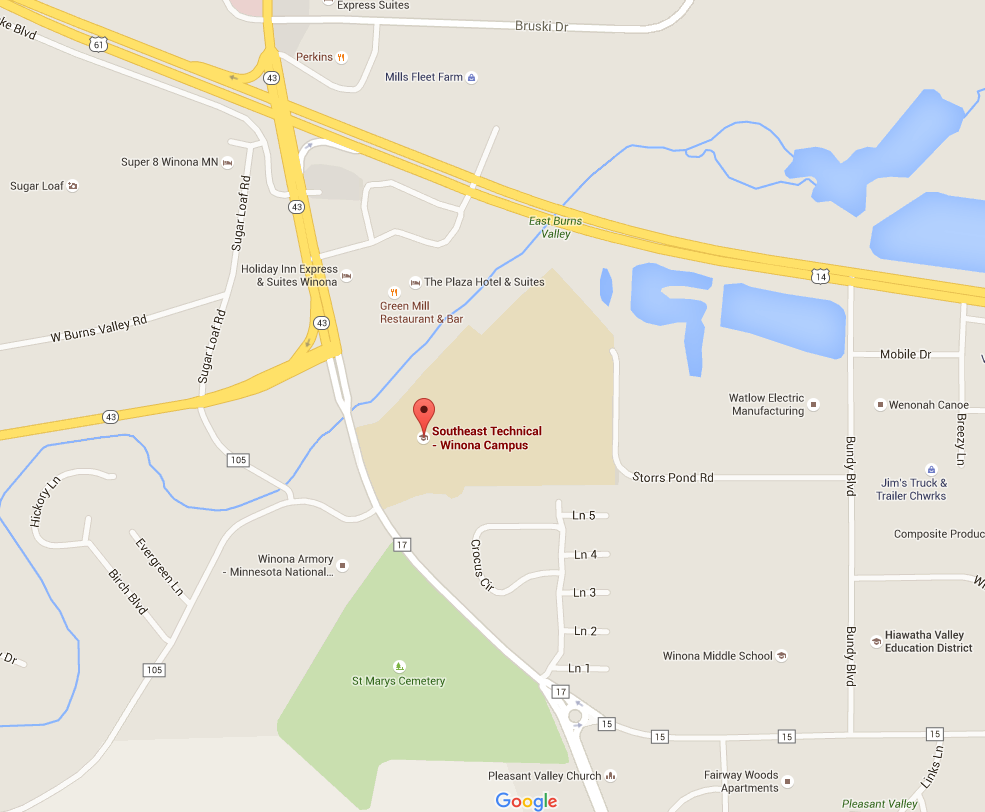 Express Suites
ke Blvd
61
Bruski Dr
Perkins
43
Mills Fleet Farm
Super 8 Winona MN
Sugar Loaf
Sugar Loaf Rd
43
East Burns
Valley
Holiday Inn Express
& Suites Winona
The Plaza Hotel & Suites
14
Green Mill
Restaurant & Bar
W Burns Valley Rd
43
Sugar Loaf Rd
Mobile Dr
Watlow Electric
Manufacturing
Wenonah Canoe
43
Breezy Ln
Southeast Technical
- Winona Campus
105
Storrs Pond Rd
Bundy Blvd
Jim's Truck &
Trailer Chwrks
Hickory Ln
Ln 5
Composite Produc
17
Crocus Cir
Ln 4
Evergreen Ln
Winona Armory
- Minnesota National...
Birch Blvd
Ln 3
Wi
Ln 2
Bundy Blvd
Hiawatha Valley
Education District
y Dr
Winona Middle School
105
St Marys Cemetery
Ln 1
17
15
15
15
15
Links Ln
Pleasant Valley Church
Fairway Woods
Apartments
Google
Pleasant Valley